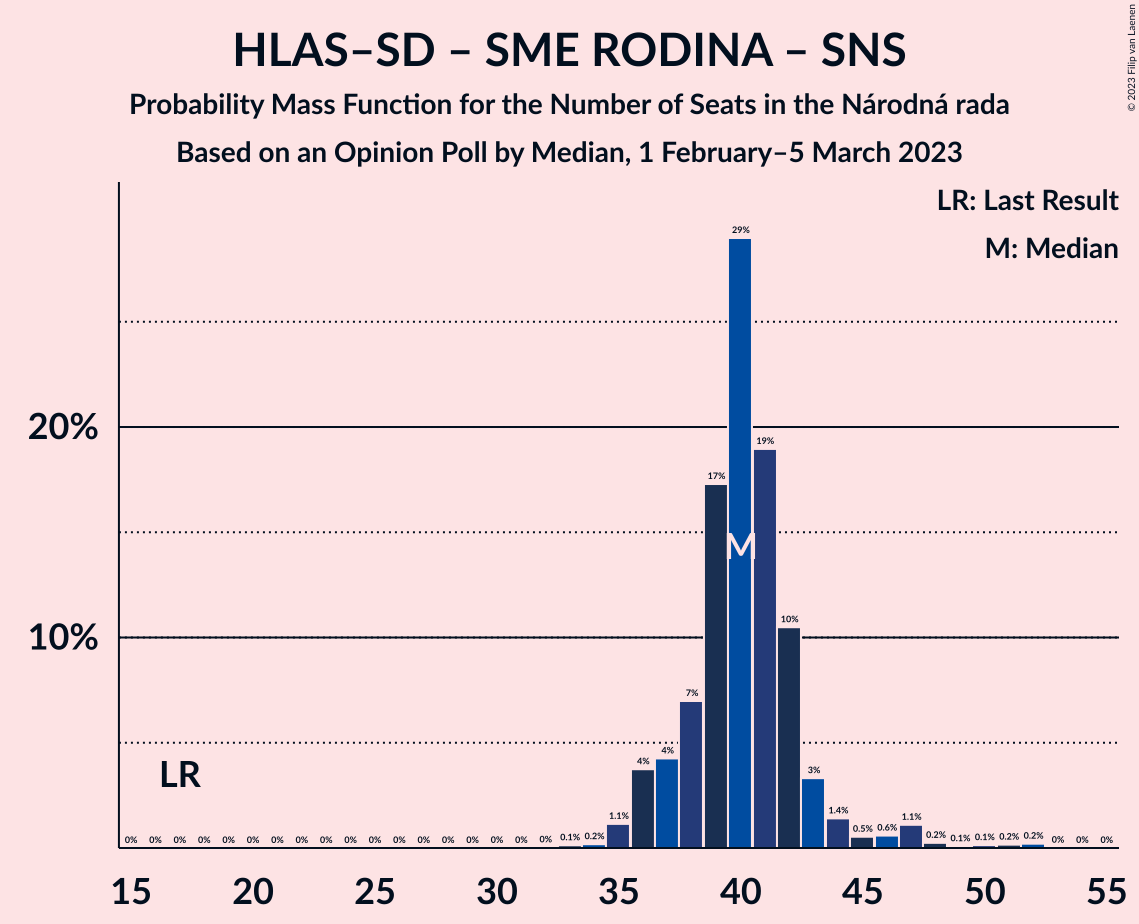 HLAS–SD – SME RODINA – SNS
Probability Mass Function for the Number of Seats in the Národná rada
Based on an Opinion Poll by Median, 1 February–5 March 2023
© 2023 Filip van Laenen
LR: Last Result
M: Median
20%
10%
LR
M
0% 0% 0% 0% 0% 0% 0% 0% 0% 0% 0% 0% 0% 0% 0% 0% 0% 0% 0.1% 0.2% 1.1% 4% 4% 7% 17% 29% 19% 10% 3% 1.4% 0.5% 0.6% 1.1% 0.2% 0.1% 0.1% 0.2% 0.2% 0% 0% 0%
15 20 25 30 35 40 45 50 55